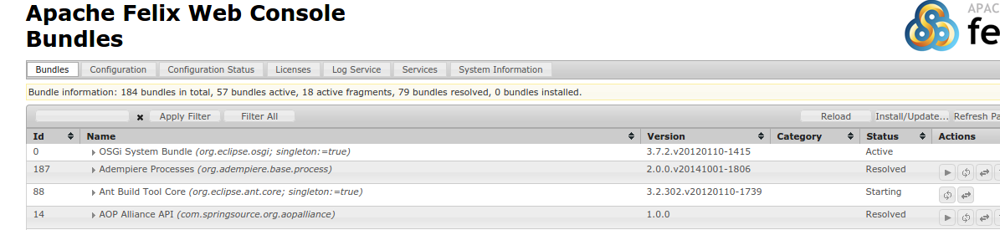 Apache Felix Web Console
Bundles
APAC
fe
Bundles Configuration Configuration Status Licenses Log Service Services System Information
Bundle information: 184 bundles in total, 57 bundles active, 18 active fragments, 79 bundles resolved, 0 bundles installed.
Apply Filter Filter All Reload Install/Update... Refresh Pa
Id Name Version Category Status Actions
0 OSGi System Bundle (org.eclipse.osgi; singleton:=true) 3.7.2.v20120110-1415 Active
187 Adempiere Processes (org.adempiere.base.process) 2.0.0.v20141001-1806 Resolved
88 Ant Build Tool Core (org.eclipse.ant.core; singleton:=true) 3.2.302.v20120110-1739 Starting
14 AOP Alliance API (com.springsource.org.aopalliance) 1.0.0 Resolved